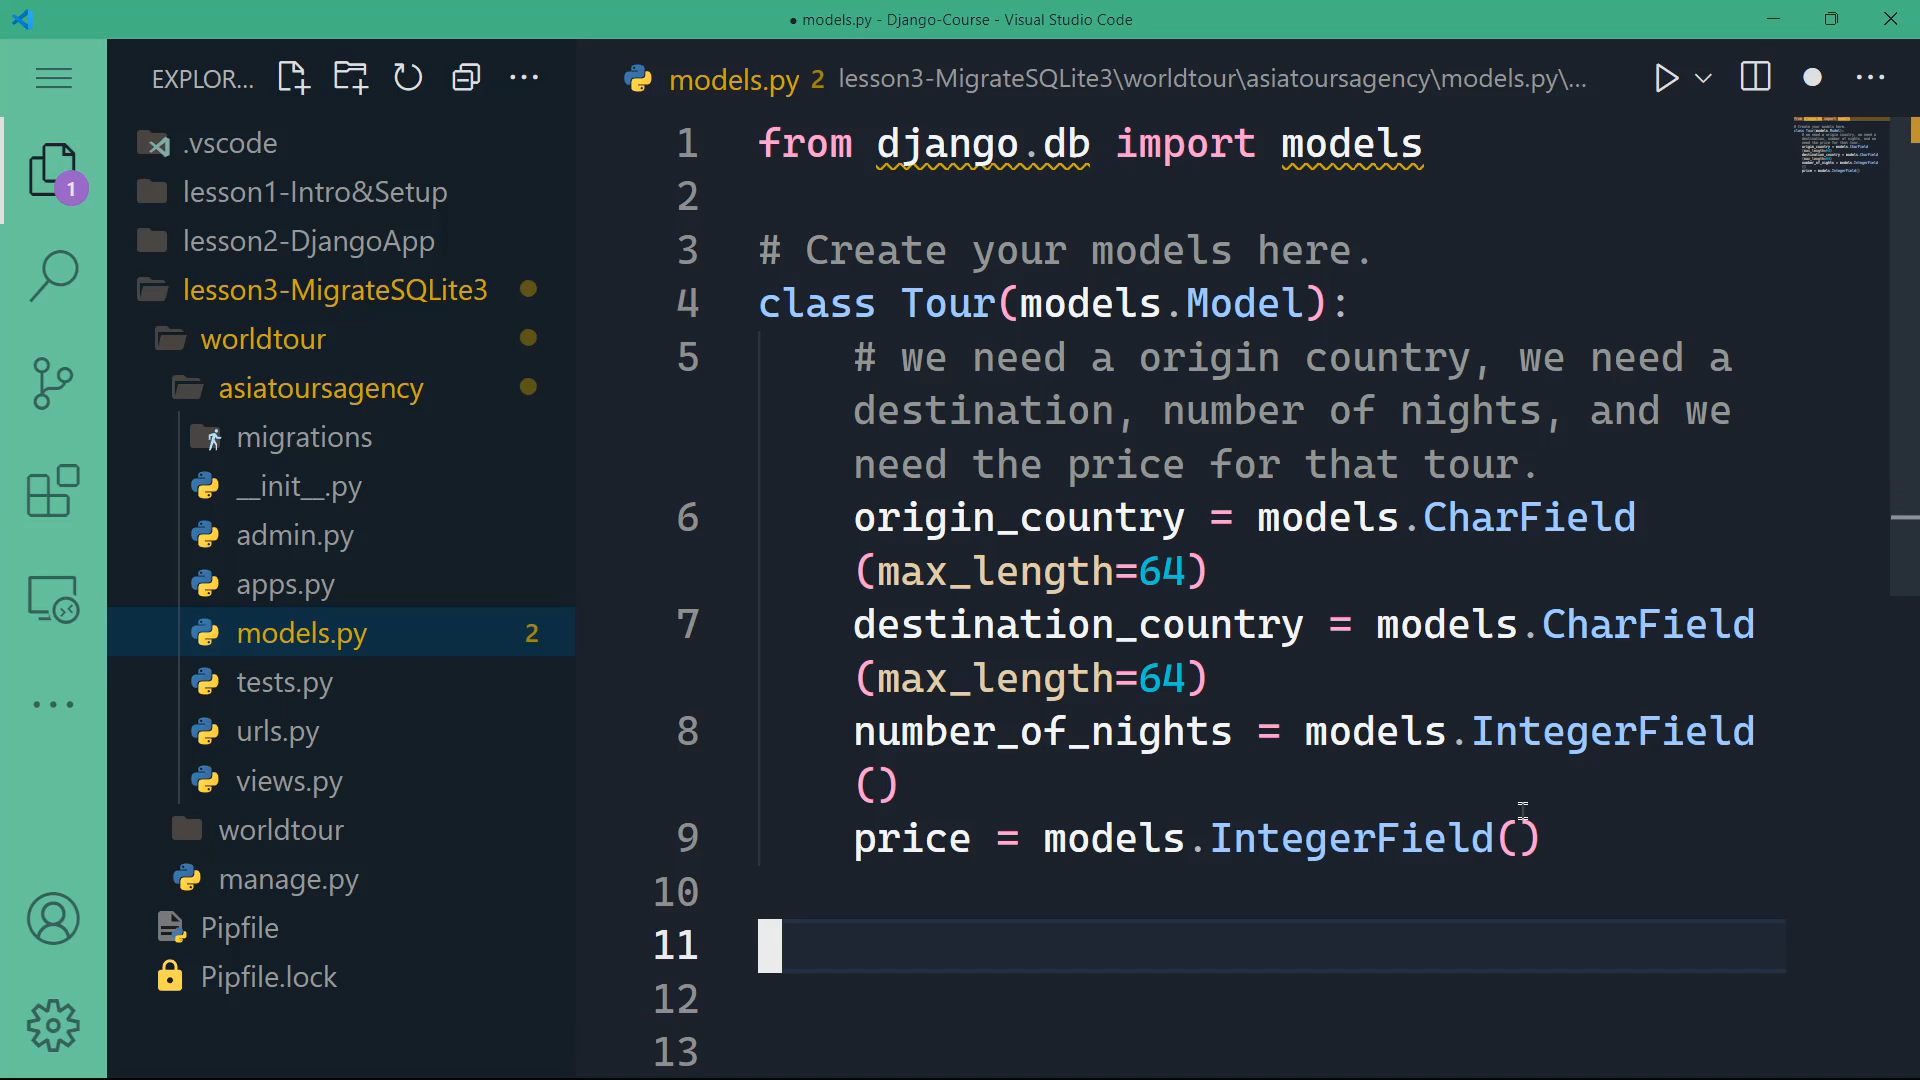 ● models.py - Django-Course - Visual Studio Code
EXPLOR...
models.py 2 lesson3-MigrateSQLite3\worldtour\asiatoursagency\models.py\...
1
.vscode
lesson1-Intro&Setup
lesson2-DjangoApp
lesson3-MigrateSQLite3
worldtour
asiatoursagency
migrations
__init__.py
admin.py
apps.py
models.py 2
tests.py
urls.py
views.py
worldtour
manage.py
Pipfile
Pipfile.lock
1 from django.db import models
2
3 # Create your models here.
4 class Tour(models.Model):
5 # we need a origin country, we need a
destination, number of nights, and we
need the price for that tour.
6 origin_country = models.CharField
(max_length=64)
7 destination_country = models.CharField
(max_length=64)
8 number_of_nights = models.IntegerField
()
9 price = models.IntegerField()
10
11
12
13